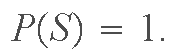 P(S) = 1.